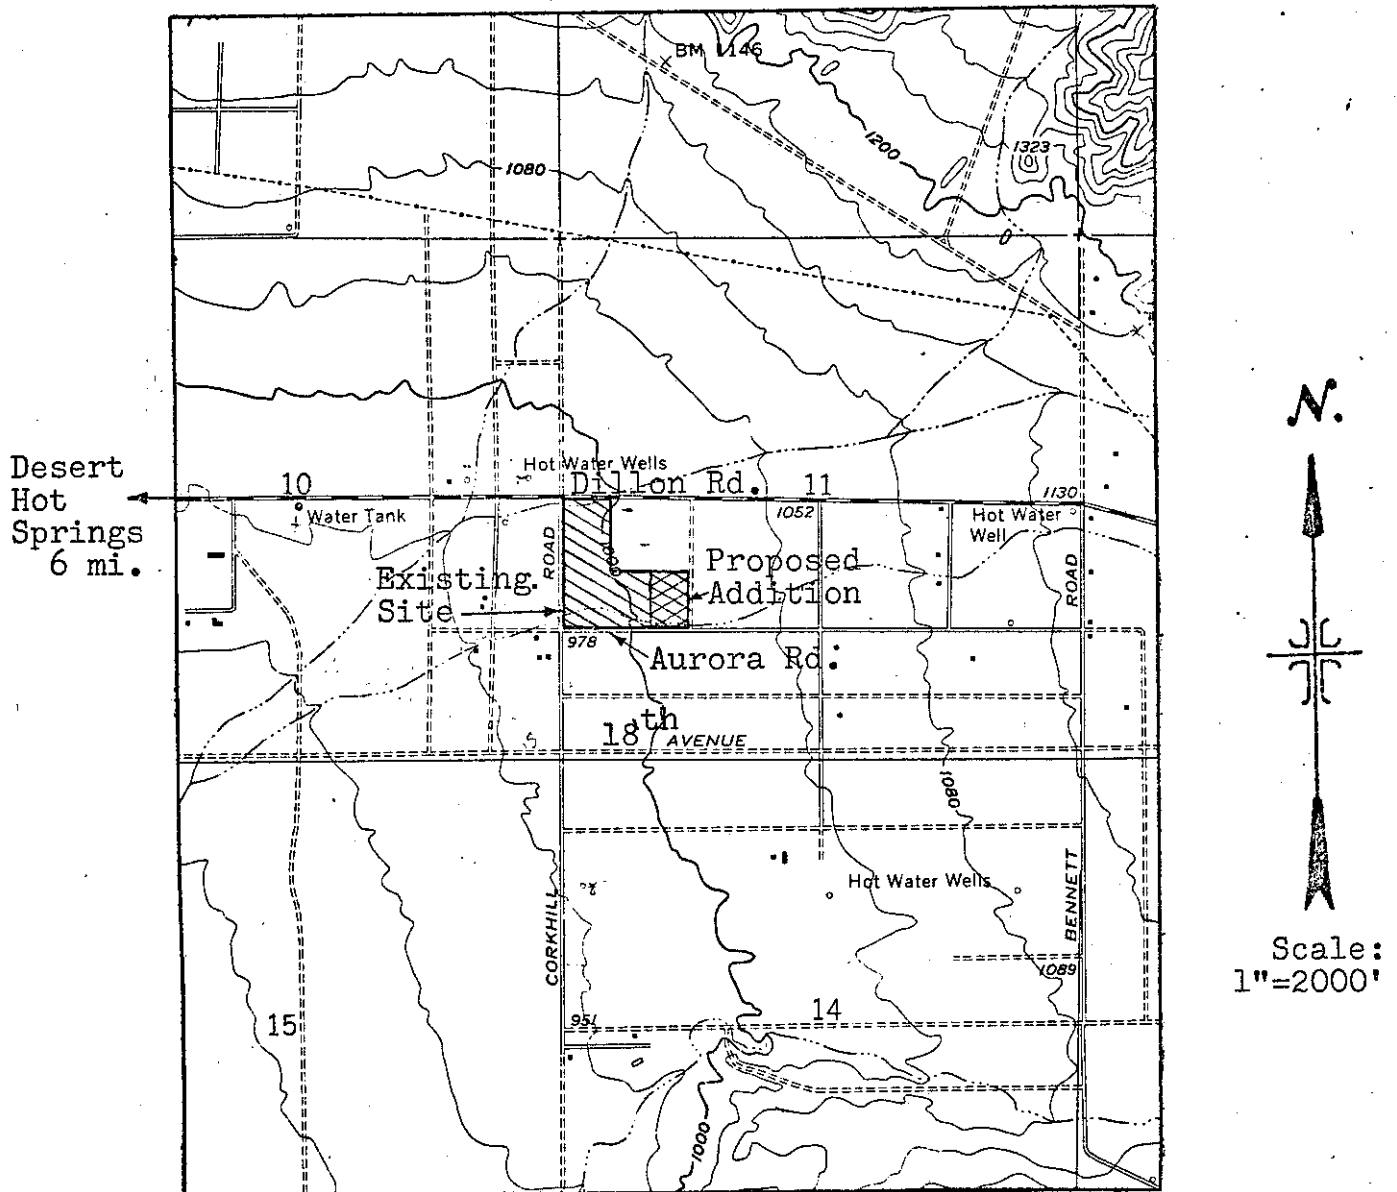 BM 1146
1200
1323
1080
N.
Desert
Hot
Springs
6 mi.
Hot Water Wells
10
Dillon Rd.
11
1130
Water Tank
1052
Hot Water
Well
ROAD
ROAD
Existing
Site
Proposed
Addition
978
Aurora Rd.
18th AVENUE
1080
Hot Water Wells
CORKHILL
BENNETT
Scale:
1"=2000'
1089
15
951
14
1000